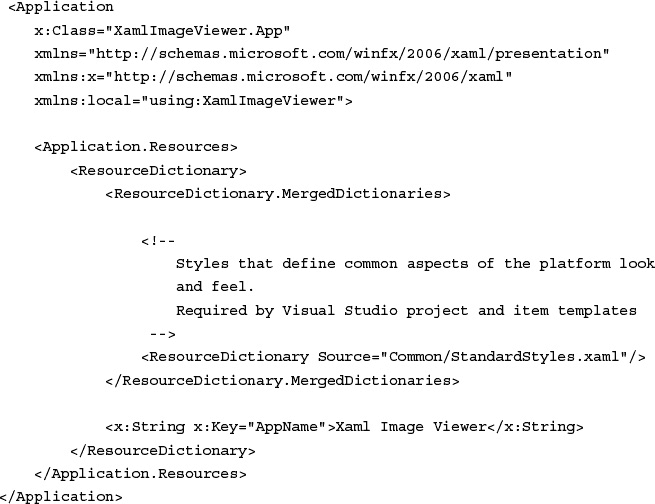 <Application
x:Class="XamlImageViewer.App"
xmlns="http://schemas.microsoft.com/winfx/2006/xaml/presentation"
xmlns:x="http://schemas.microsoft.com/winfx/2006/xaml"
xmlns:local="using:XamlImageViewer">
<Application.Resources>
<ResourceDictionary>
<ResourceDictionary.MergedDictionaries>
<!--
Styles that define common aspects of the platform look
and feel.
Required by Visual Studio project and item templates
-->
<ResourceDictionary Source="Common/StandardStyles.xaml"/>
</ResourceDictionary.MergedDictionaries>
<x:String x:Key="AppName">Xaml Image Viewer</x:String>
</ResourceDictionary>
</Application.Resources>
</Application>